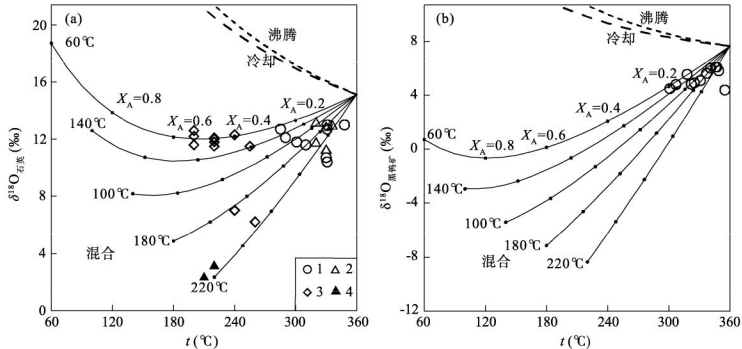 (a)
沸腾
冷却
60℃
X_A=0.8
X_A=0.6
X_A=0.4
X_A=0.2
140℃
100℃
180℃
混合
220℃
1 2
3 4
20
16
12
8
4
0
δ¹⁸O石英 (‰)
60 120 180 240 300 360
t (℃)
(b)
沸腾
冷却
X_A=0.2
X_A=0.4
X_A=0.6
X_A=0.8
60℃
140℃
100℃
180℃
混合
220℃
8
4
0
-4
-8
-12
δ¹⁸O黑钨矿 (‰)
60 120 180 240 300 360
t (℃)